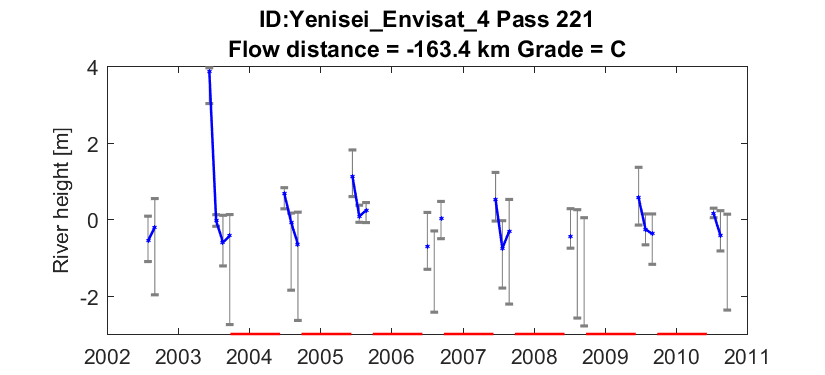 ID:Yenisei_Envisat_4 Pass 221
Flow distance = -163.4 km Grade = C
River height [m]
4
2
0
-2
2002 2003 2004 2005 2006 2007 2008 2009 2010 2011